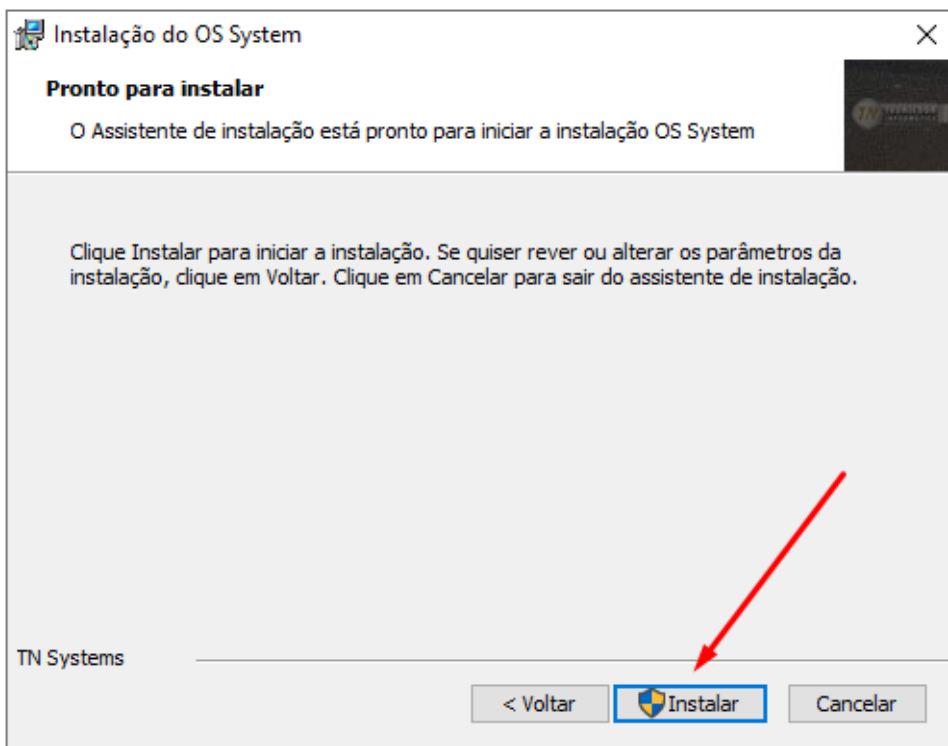 Instalação do OS System
Pronto para instalar
O Assistente de instalação está pronto para iniciar a instalação OS System
TN
Clique Instalar para iniciar a instalação. Se quiser rever ou alterar os parâmetros da
instalação, clique em Voltar. Clique em Cancelar para sair do assistente de instalação.
TN Systems
< Voltar
Instalar
Cancelar